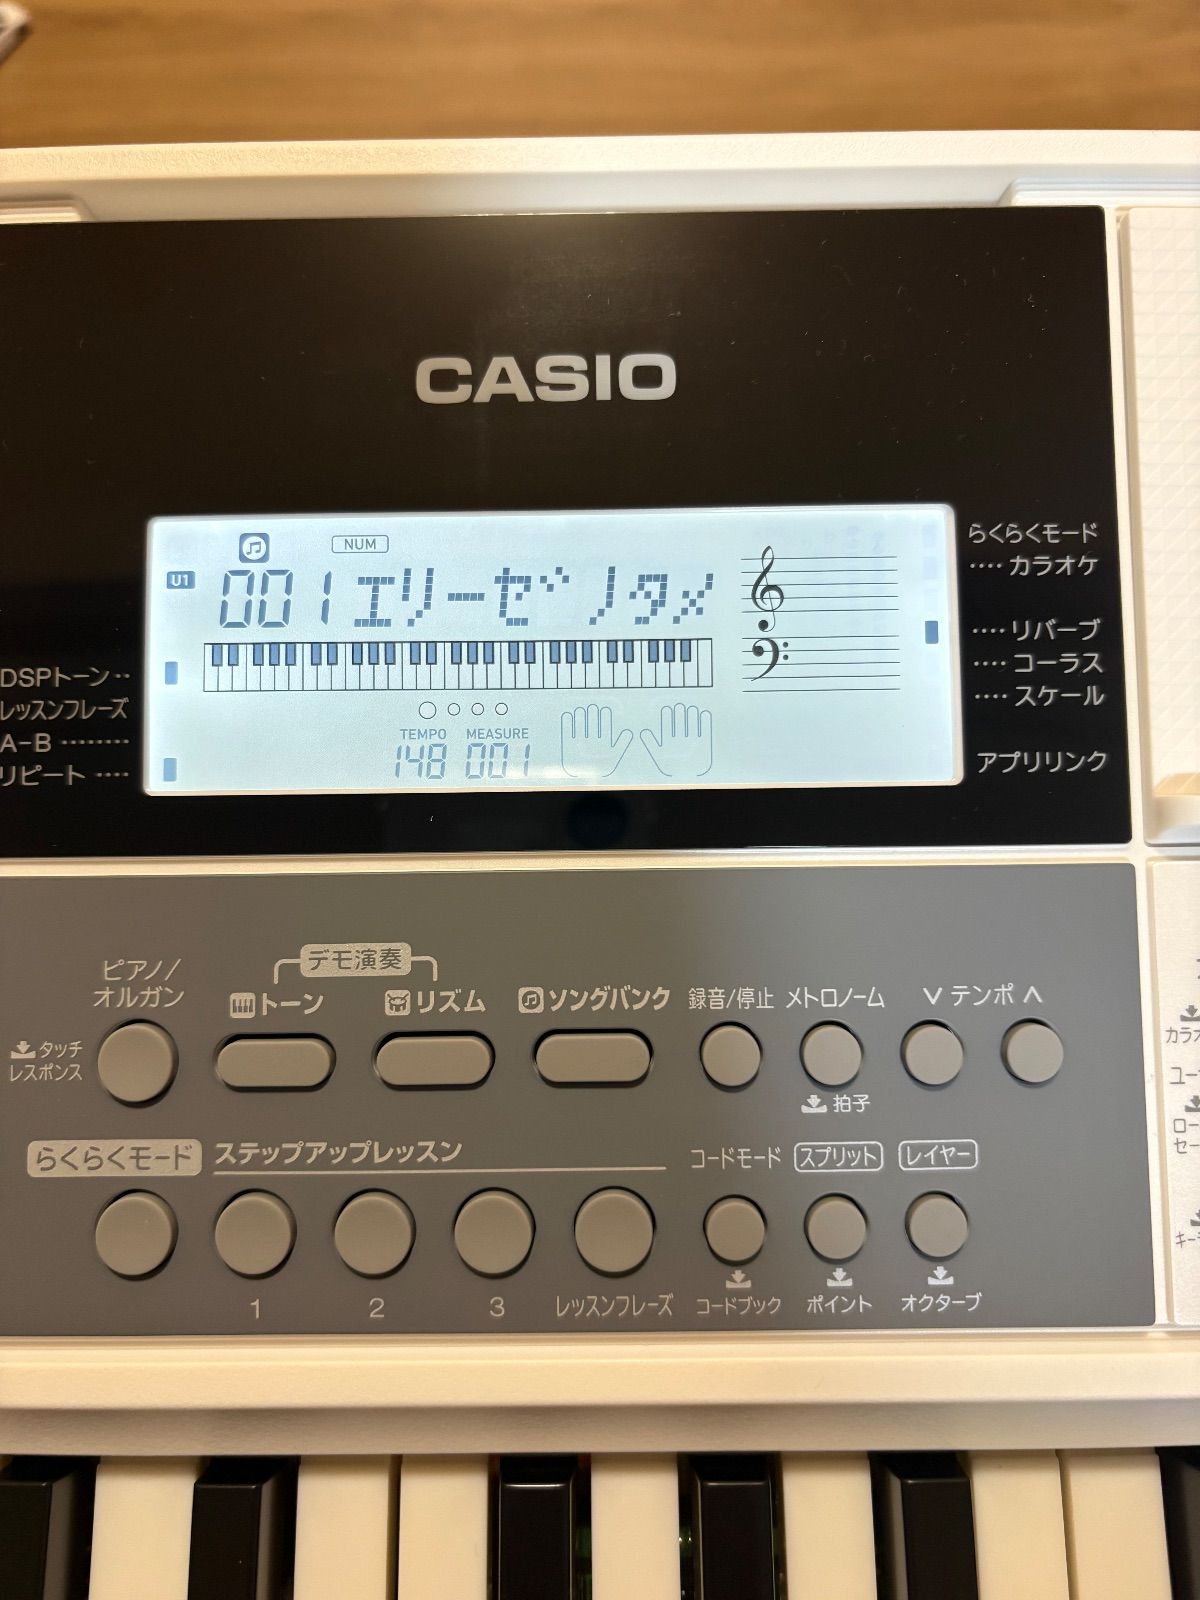 CASIO
NUM
U1
001エリーゼノタメ
TEMPO MEASURE
148 001
DSPトーン‥
レッスンフレーズ
A-B ‥‥‥‥
リピート ‥‥
らくらくモード
‥‥カラオケ
‥‥リバーブ
‥‥コーラス
‥‥スケール
アプリリンク
デモ演奏
ピアノ/
オルガン
トーン
リズム
ソングバンク
録音/停止
メトロノーム
∨ テンポ ∧
タッチ
レスポンス
拍子
らくらくモード
ステップアップレッスン
コードモード
スプリット
レイヤー
1
2
3
レッスンフレーズ
コードブック
ポイント
オクターブ